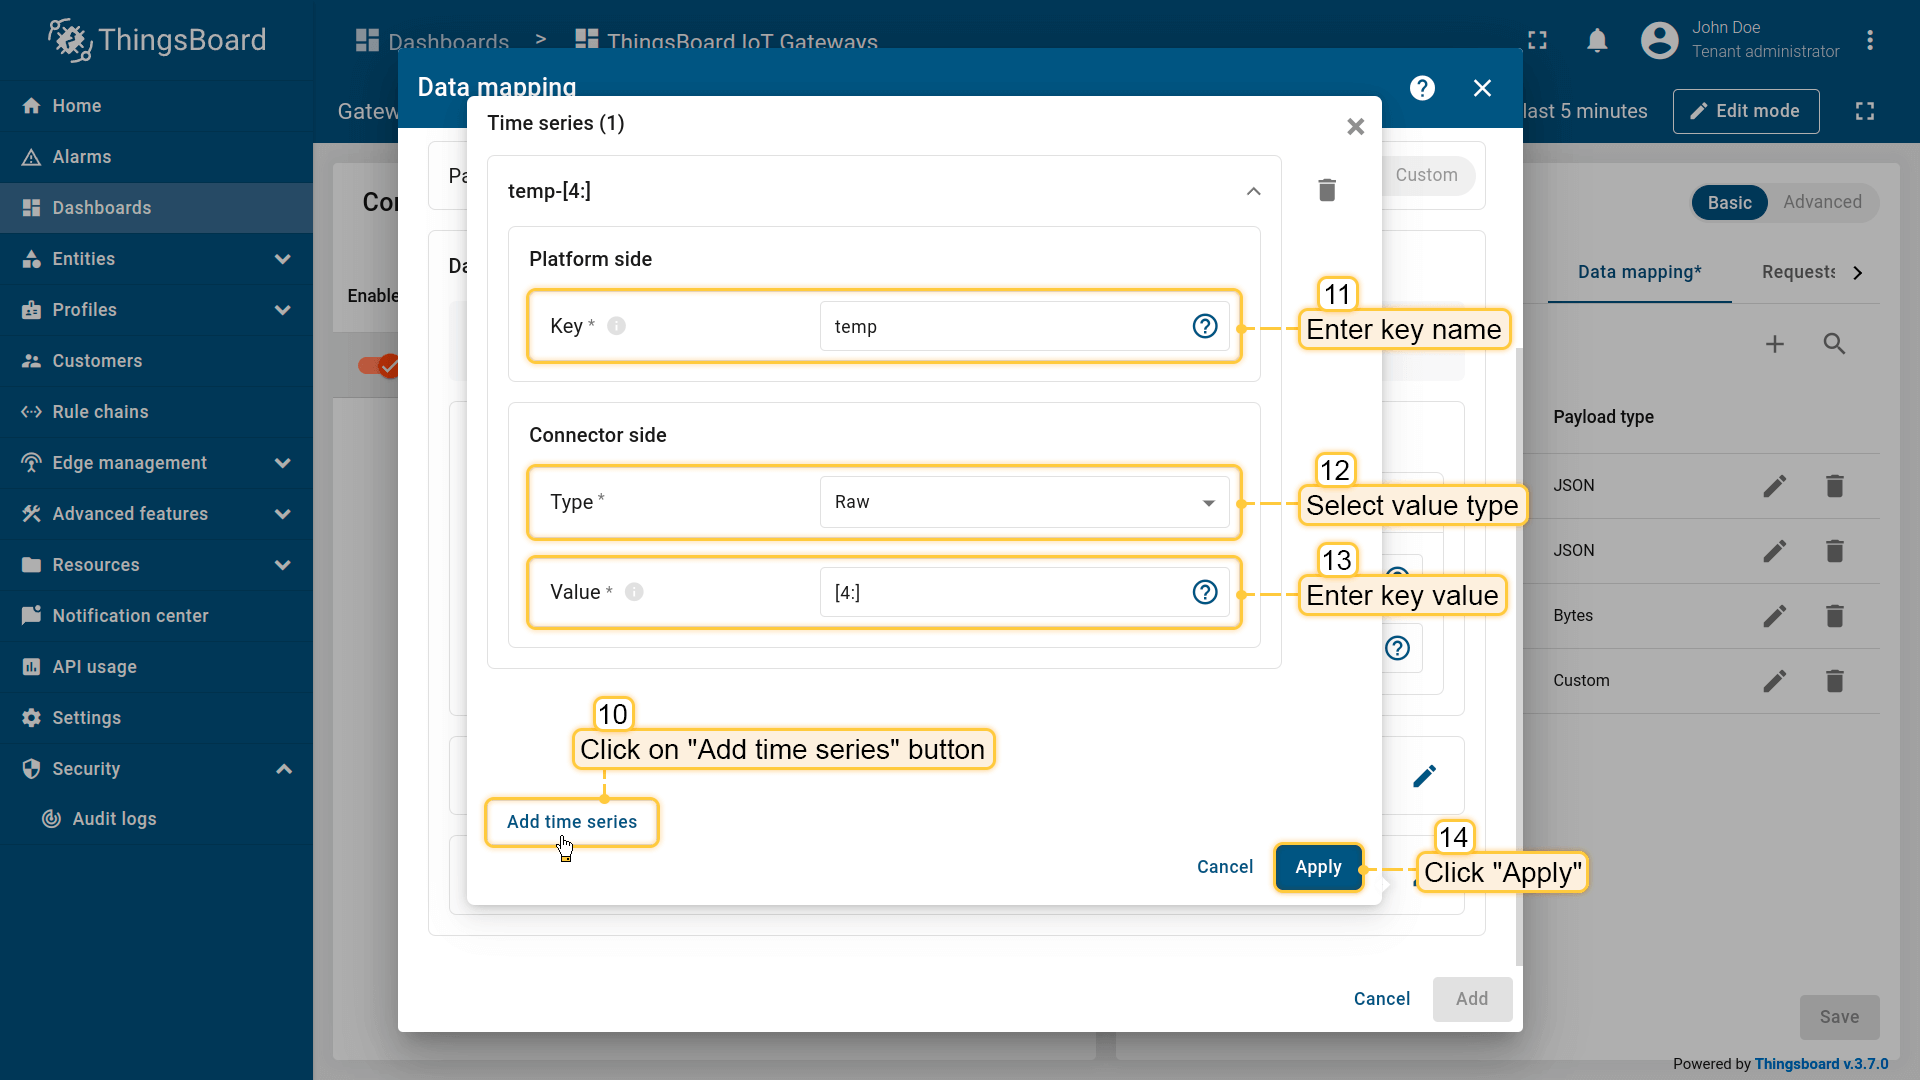 ThingsBoard
Dashboards > ThingsBoard IoT Gateways
John Doe
Tenant administrator
Home
Alarms
Dashboards
Entities
Profiles
Customers
Rule chains
Edge management
Advanced features
Resources
Notification center
API usage
Settings
Security
Audit logs
last 5 minutes
Edit mode
Data mapping
Time series (1)
temp-[4:]
Platform side
Key *
temp
11
Enter key name
Connector side
Type *
Raw
12
Select value type
Value *
[4:]
13
Enter key value
10
Click on "Add time series" button
Add time series
Cancel
Apply
14
Click "Apply"
Custom
Cancel
Add
Enable
Basic
Advanced
Data mapping*
Requests
Payload type
JSON
JSON
Bytes
Custom
Save
Powered by Thingsboard v.3.7.0